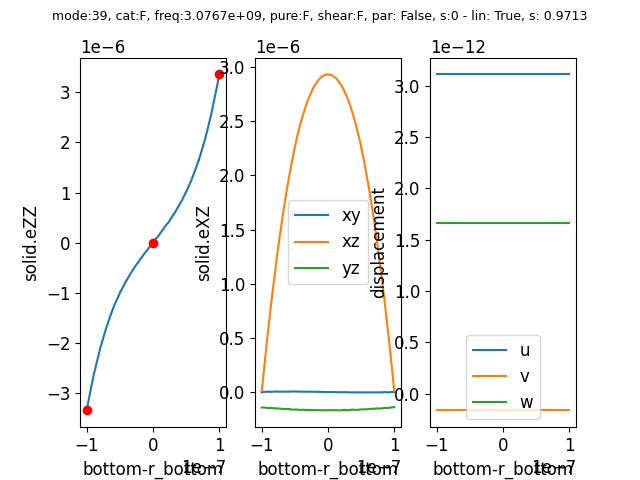 mode:39, cat:F, freq:3.0767e+09, pure:F, shear:F, par: False, s:0 - lin: True, s: 0.9713
1e−6
3
2
1
0
−1
−2
−3
solid.eZZ
−1
0
1
1e−7
bottom-r_bottom
1e−6
3.0
2.5
2.0
1.5
1.0
0.5
0.0
solid.eXZ
xy
xz
yz
−1
0
1
1e−7
bottom-r_bottom
1e−12
3.0
2.5
2.0
1.5
1.0
0.5
0.0
displacement
u
v
w
−1
0
1
1e−7
bottom-r_bottom